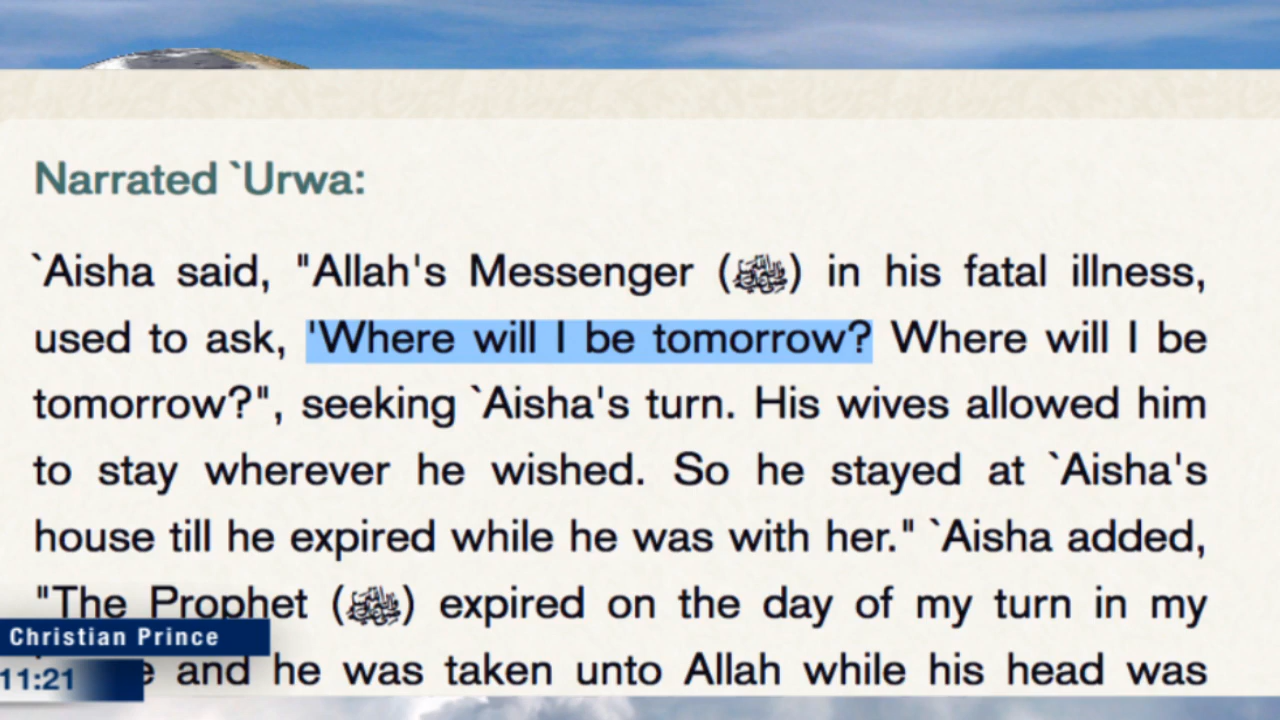 Narrated `Urwa:
`Aisha said, "Allah's Messenger (ﷺ) in his fatal illness,
used to ask, 'Where will I be tomorrow? Where will I be
tomorrow?", seeking `Aisha's turn. His wives allowed him
to stay wherever he wished. So he stayed at `Aisha's
house till he expired while he was with her." `Aisha added,
"The Prophet (ﷺ) expired on the day of my turn in my
and he was taken unto Allah while his head was
Christian Prince
11:21